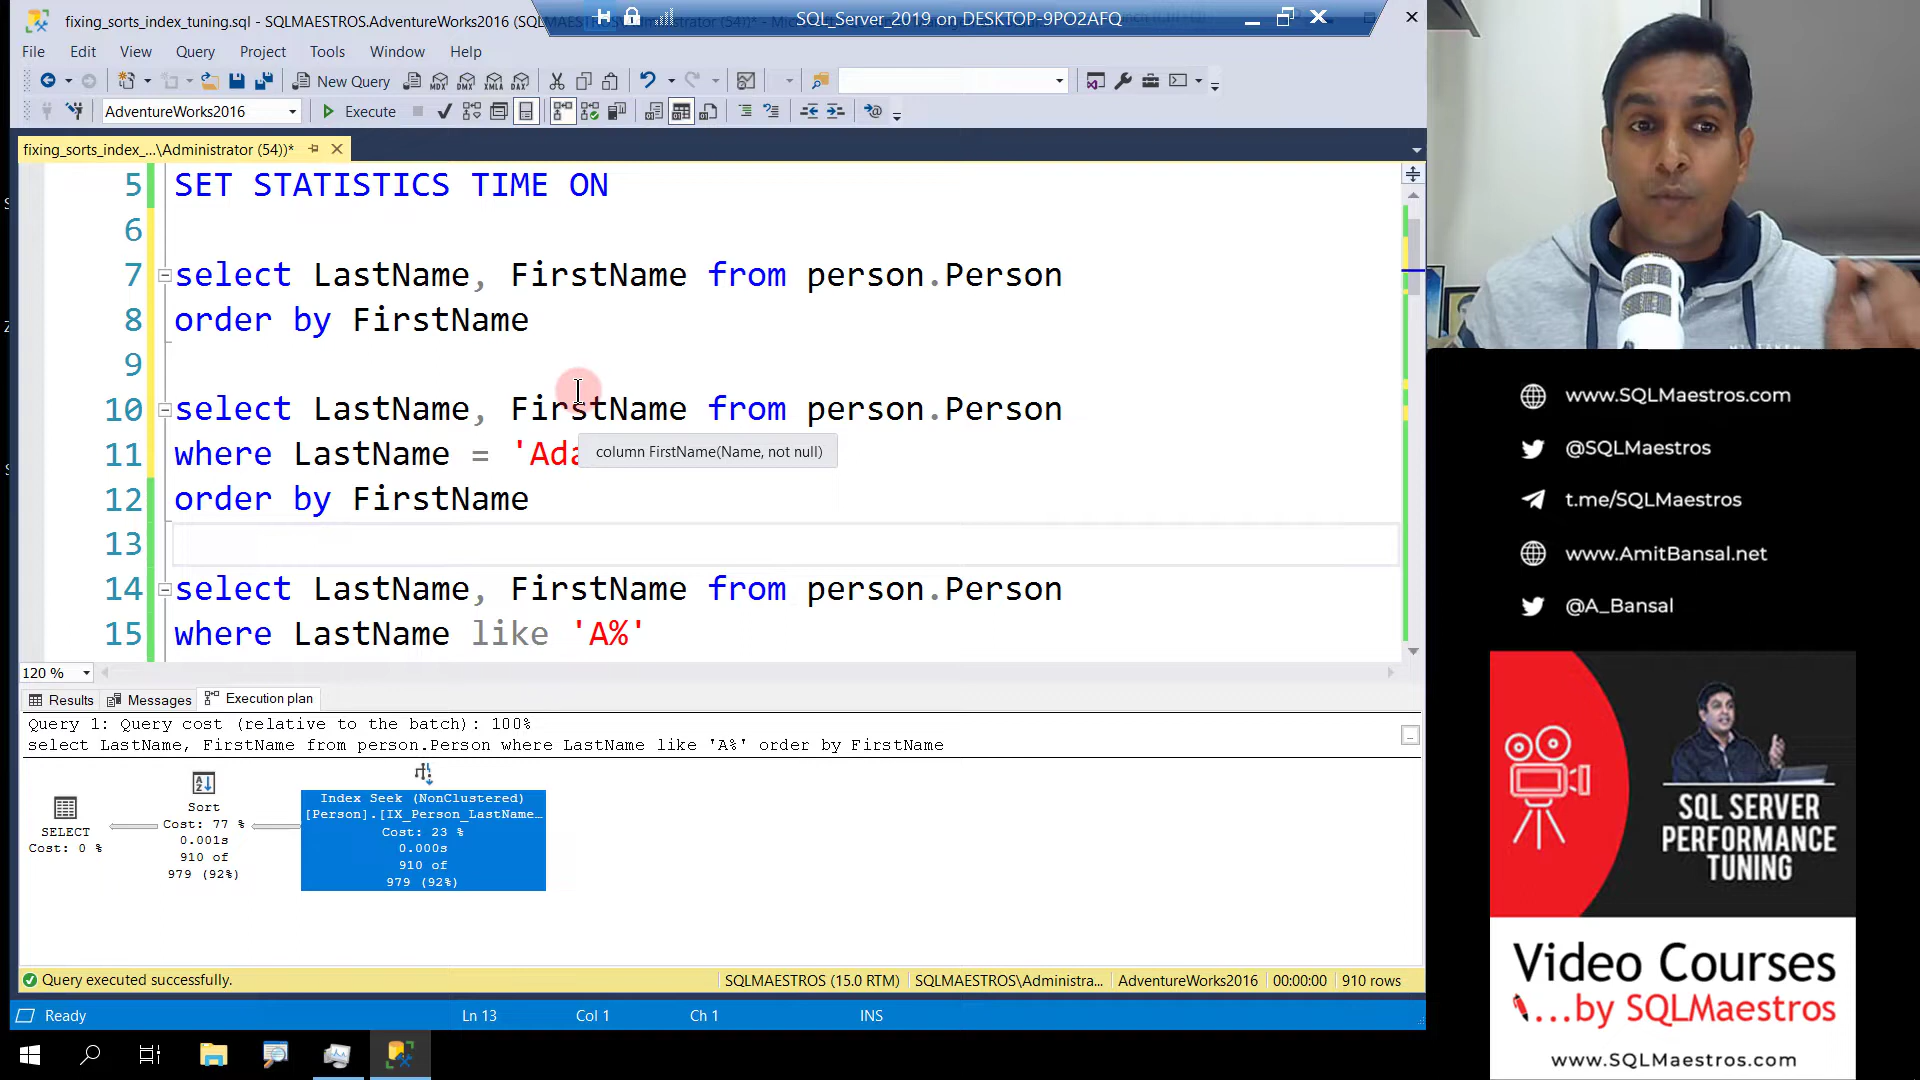 fixing_sorts_index_tuning.sql - SQLMAESTROS.AdventureWorks2016 (SQL
H
SQL_Server_2019 on DESKTOP-9PO2AFQ
File Edit View Query Project Tools Window Help
New Query
MDX DMX XMLA DAX
AdventureWorks2016
Execute
fixing_sorts_index_...\Administrator (54))*
5 SET STATISTICS TIME ON
6
7 select LastName, FirstName from person.Person
8 order by FirstName
9
10 select LastName, FirstName from person.Person
11 where LastName = 'Ada
column FirstName(Name, not null)
12 order by FirstName
13
14 select LastName, FirstName from person.Person
15 where LastName like 'A%'
120 %
Results Messages Execution plan
Query 1: Query cost (relative to the batch): 100%
select LastName, FirstName from person.Person where LastName like 'A%' order by FirstName
SELECT
Cost: 0 %
Sort
Cost: 77 %
0.001s
910 of
979 (92%)
Index Seek (NonClustered)
[Person].[IX_Person_LastName…
Cost: 23 %
0.000s
910 of
979 (92%)
Query executed successfully.
SQLMAESTROS (15.0 RTM) SQLMAESTROS\Administra... AdventureWorks2016 00:00:00 910 rows
Ready Ln 13 Col 1 Ch 1 INS
www.SQLMaestros.com
@SQLMaestros
t.me/SQLMaestros
www.AmitBansal.net
@A_Bansal
SQL SERVER
PERFORMANCE
TUNING
Video Courses
...by SQLMaestros
www.SQLMaestros.com